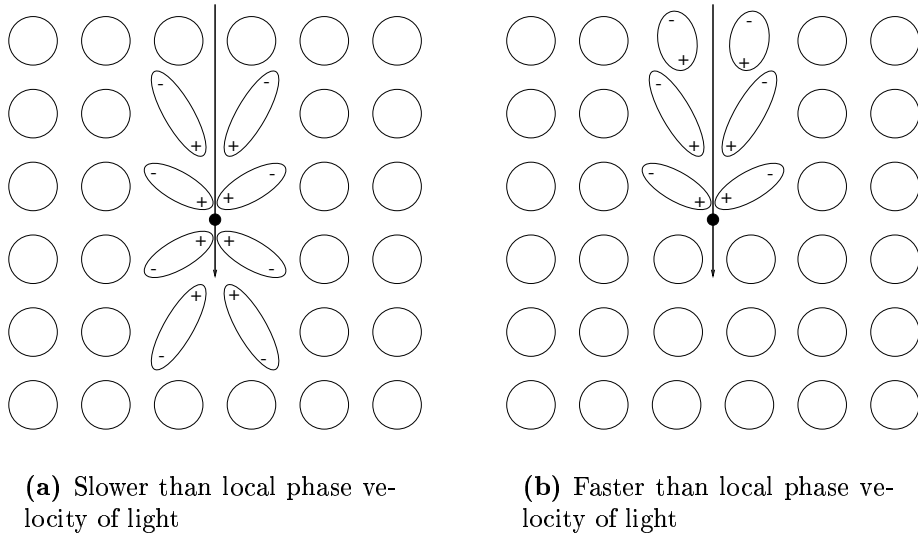 - - - -
+ +
- -
+ +
+ + - -
- - + +
+ + + +
- -
+ +
- -
(a) Slower than local phase ve-
locity of light
(b) Faster than local phase ve-
locity of light